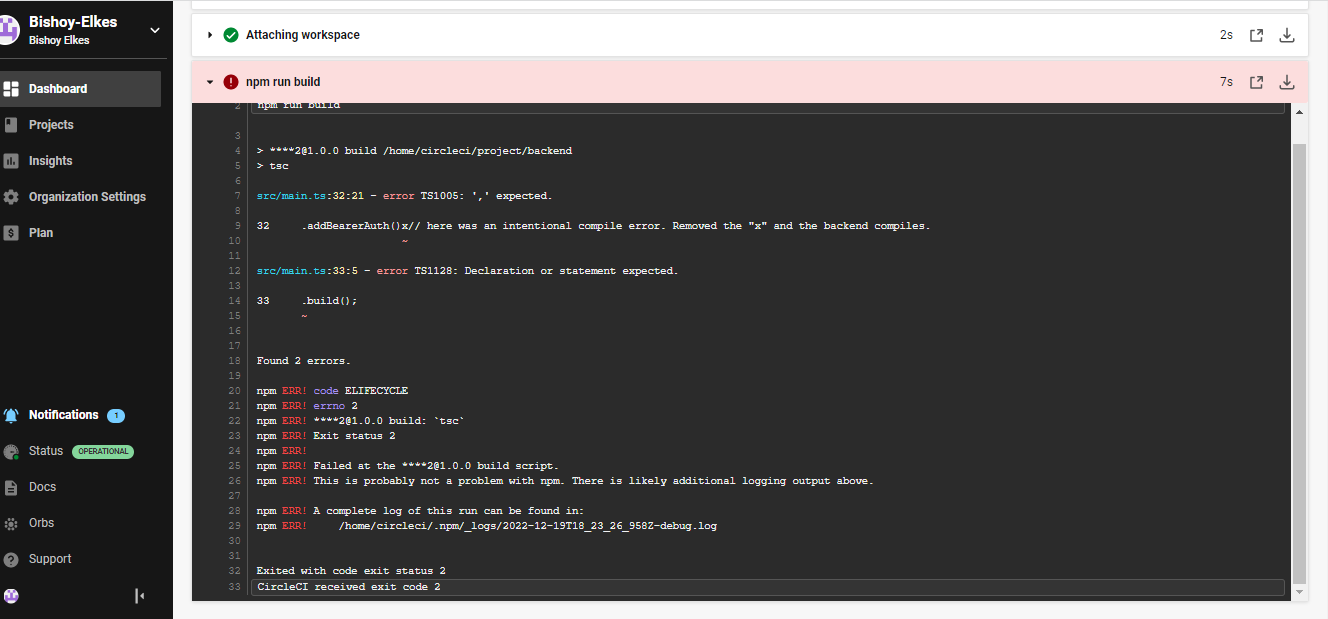 Bishoy-Elkes
Bishoy Elkes
Dashboard
Projects
Insights
Organization Settings
Plan
Notifications 1
Status OPERATIONAL
Docs
Orbs
Support
Attaching workspace 2s
npm run build 7s
2 npm run build
3
4 > ****2@1.0.0 build /home/circleci/project/backend
5 > tsc
6
7 src/main.ts:32:21 - error TS1005: ',' expected.
8
9 32     .addBearerAuth()x// here was an intentional compile error. Removed the "x" and the backend compiles.
10                        ~
11
12 src/main.ts:33:5 - error TS1128: Declaration or statement expected.
13
14 33     .build();
15        ~
16
17
18 Found 2 errors.
19
20 npm ERR! code ELIFECYCLE
21 npm ERR! errno 2
22 npm ERR! ****2@1.0.0 build: `tsc`
23 npm ERR! Exit status 2
24 npm ERR!
25 npm ERR! Failed at the ****2@1.0.0 build script.
26 npm ERR! This is probably not a problem with npm. There is likely additional logging output above.
27
28 npm ERR! A complete log of this run can be found in:
29 npm ERR!     /home/circleci/.npm/_logs/2022-12-19T18_23_26_958Z-debug.log
30
31
32 Exited with code exit status 2
33 CircleCI received exit code 2